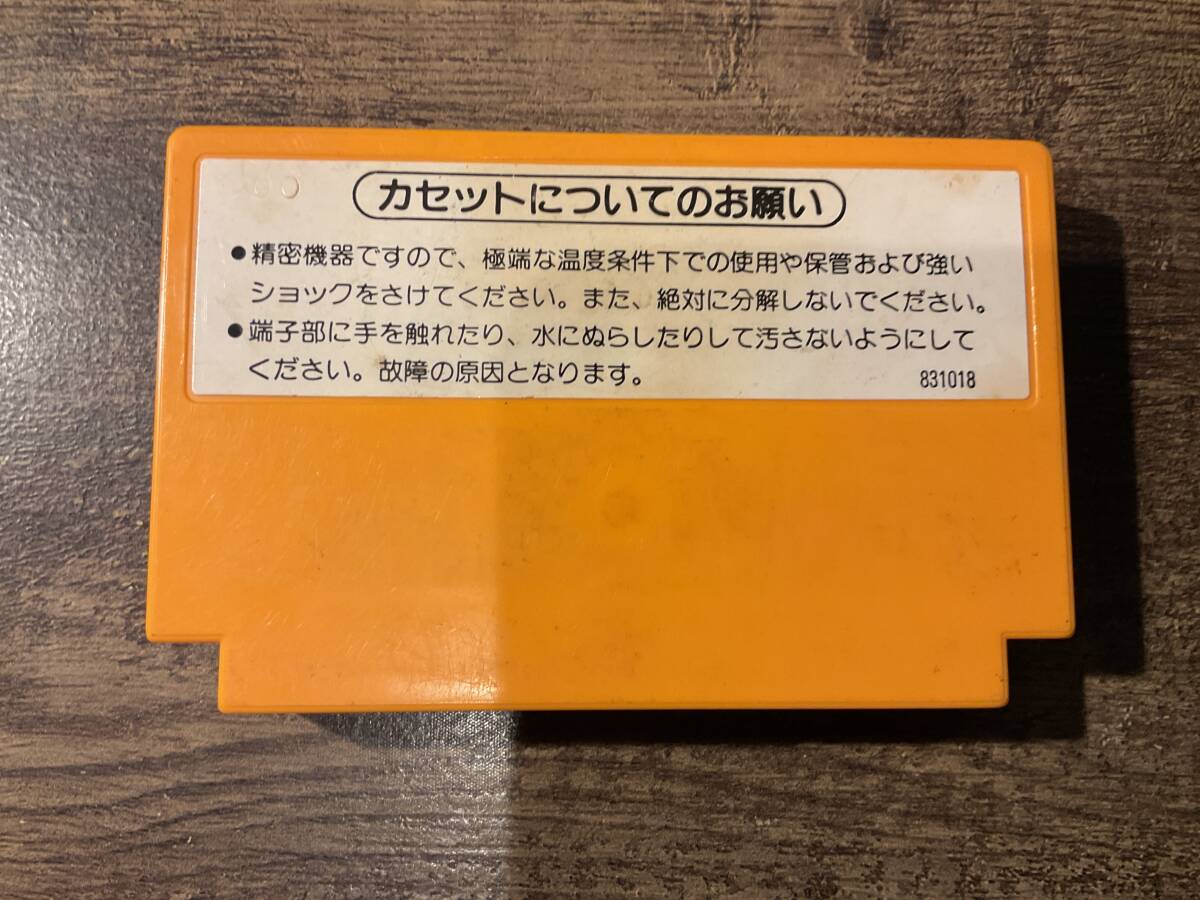 カセットについてのお願い
●精密機器ですので、極端な温度条件下での使用や保管および強い
ショックをさけてください。また、絶対に分解しないでください。
●端子部に手を触れたり、水にぬらしたりして汚さないようにして
ください。故障の原因となります。
831018